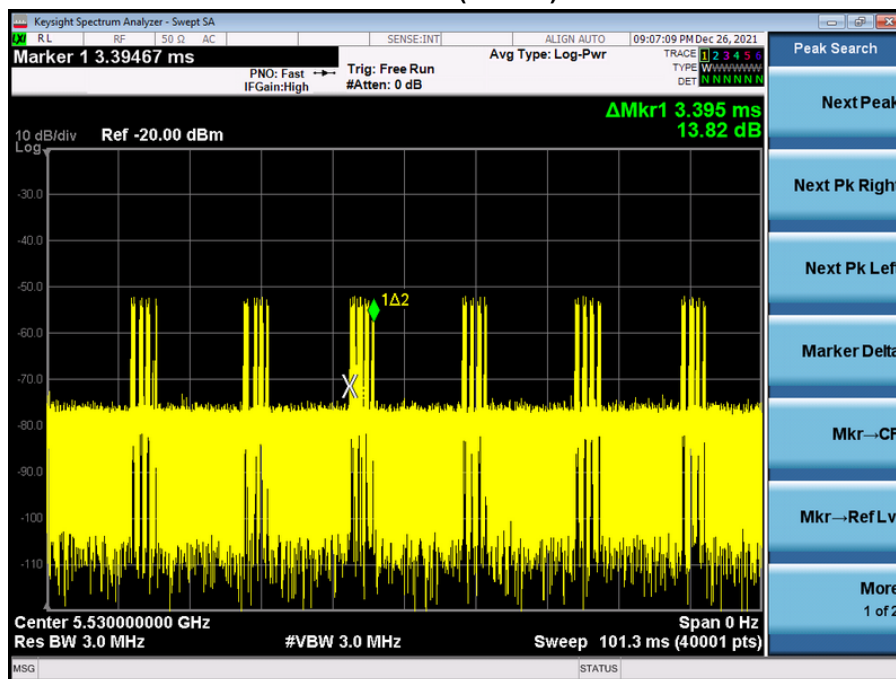 Keysight Spectrum Analyzer - Swept SA
LXI RL RF 50 Ω AC SENSE:INT ALIGN AUTO 09:07:09 PM Dec 26, 2021
Marker 1 3.39467 ms
PNO: Fast
IFGain:High
Trig: Free Run
#Atten: 0 dB
Avg Type: Log-Pwr
TRACE 1 2 3 4 5 6
TYPE WWWWWW
DET N N N N N N
ΔMkr1 3.395 ms
13.82 dB
10 dB/div Ref -20.00 dBm
Log
-30.0
-40.0
-50.0
1Δ2
-60.0
-70.0
X
-80.0
-90.0
-100
-110
Center 5.530000000 GHz Span 0 Hz
Res BW 3.0 MHz #VBW 3.0 MHz Sweep 101.3 ms (40001 pts)
MSG STATUS
Peak Search
Next Peak
Next Pk Right
Next Pk Left
Marker Delta
Mkr→CF
Mkr→Ref Lv
More
1 of 2